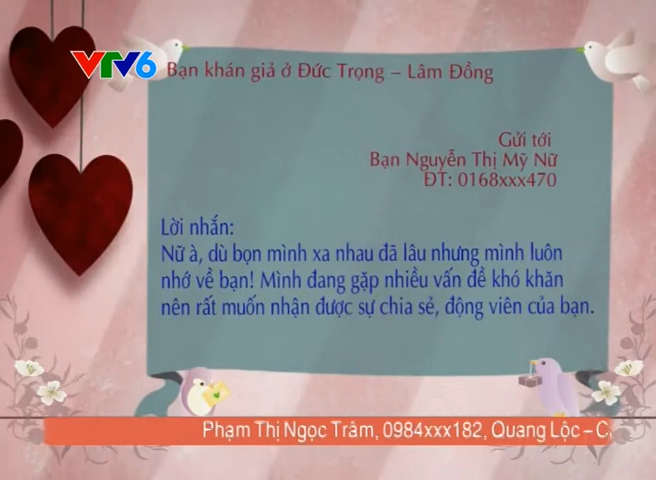 VTV6
Bạn khán giả ở Đức Trọng – Lâm Đồng
Gửi tới
Bạn Nguyễn Thị Mỹ Nữ
ĐT: 0168xxx470
Lời nhắn:
Nữ à, dù bọn mình xa nhau đã lâu nhưng mình luôn
nhớ về bạn! Mình đang gặp nhiều vấn đề khó khăn
nên rất muốn nhận được sự chia sẻ, động viên của bạn.
Phạm Thị Ngọc Trâm, 0984xxx182, Quang Lộc – C